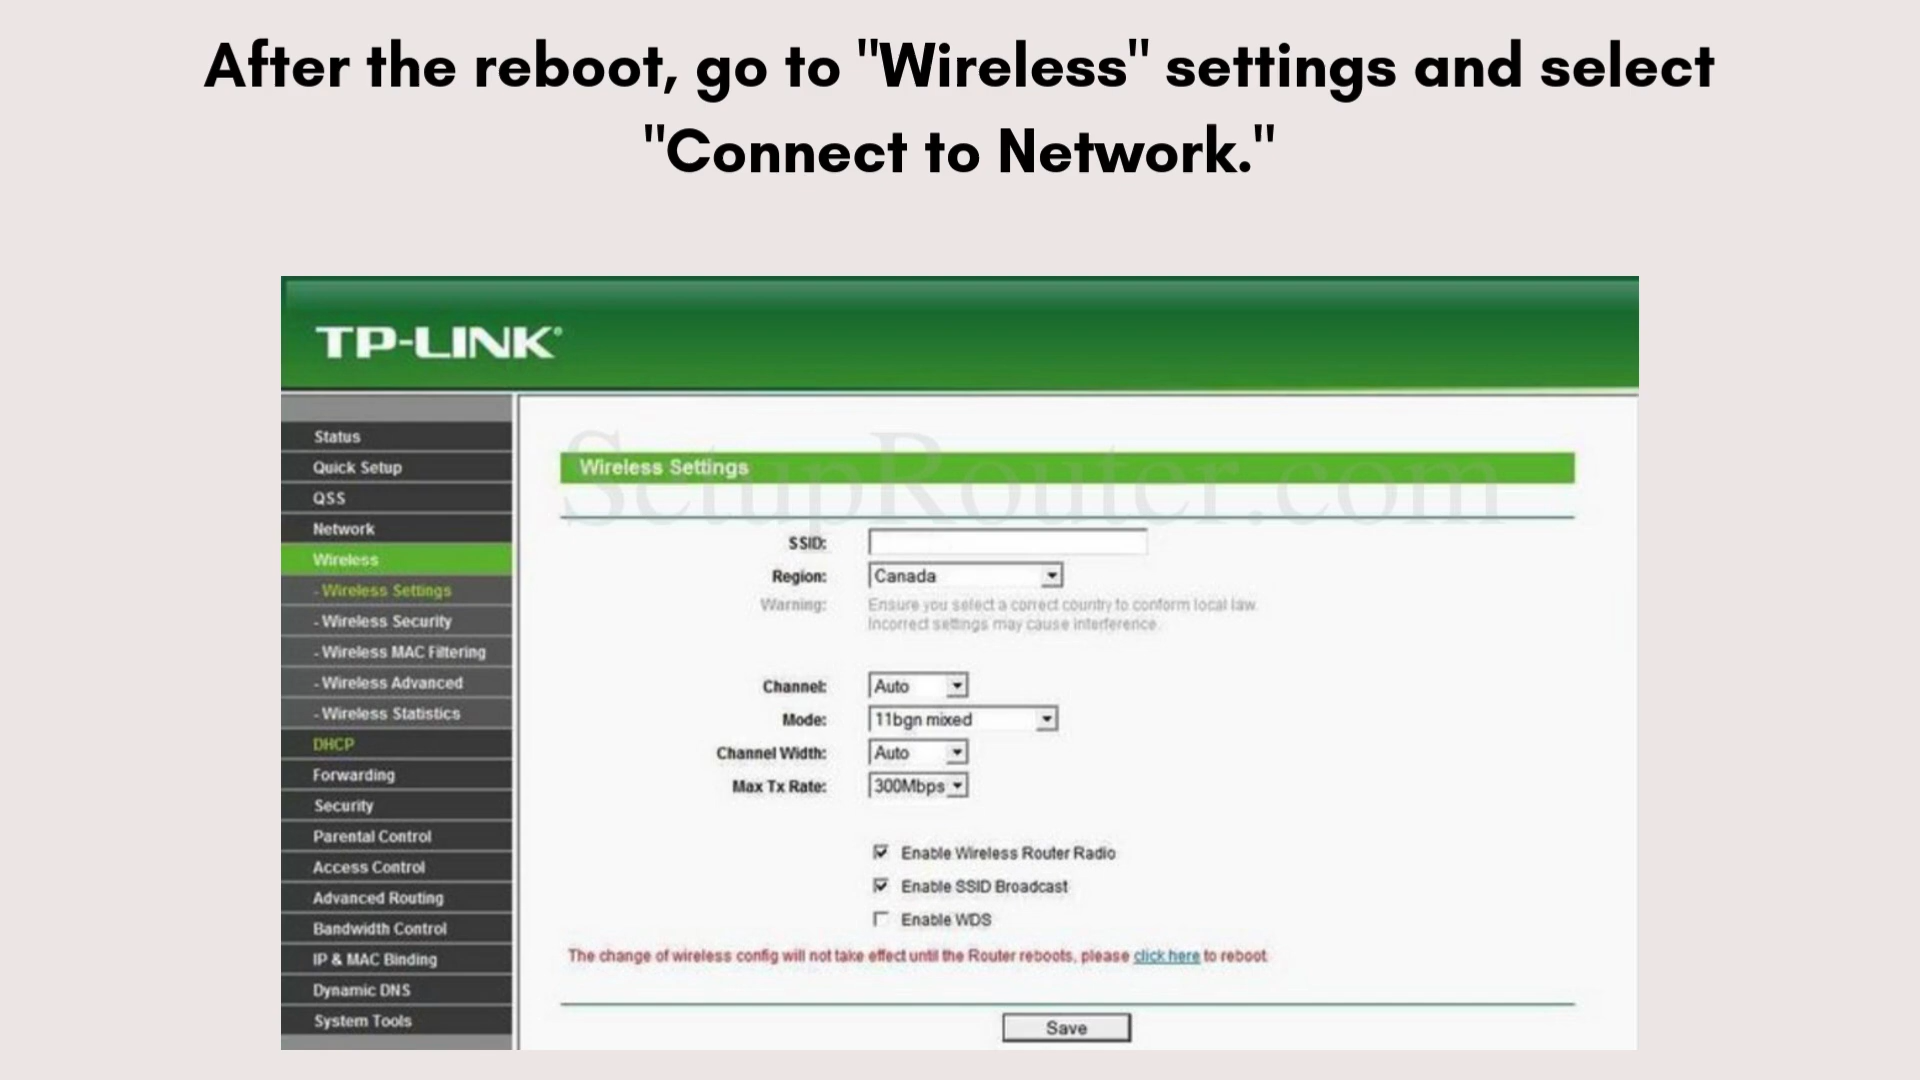 After the reboot, go to "Wireless" settings and select
"Connect to Network."
TP-LINK®
Status
Quick Setup
QSS
Network
Wireless
- Wireless Settings
- Wireless Security
- Wireless MAC Filtering
- Wireless Advanced
- Wireless Statistics
DHCP
Forwarding
Security
Parental Control
Access Control
Advanced Routing
Bandwidth Control
IP & MAC Binding
Dynamic DNS
System Tools
SetupRouter.com
Wireless Settings
SSID:
Region: Canada
Warning: Ensure you select a correct country to conform local law.
Incorrect settings may cause interference.
Channel: Auto
Mode: 11bgn mixed
Channel Width: Auto
Max Tx Rate: 300Mbps
Enable Wireless Router Radio
Enable SSID Broadcast
Enable WDS
The change of wireless config will not take effect until the Router reboots, please click here to reboot
Save